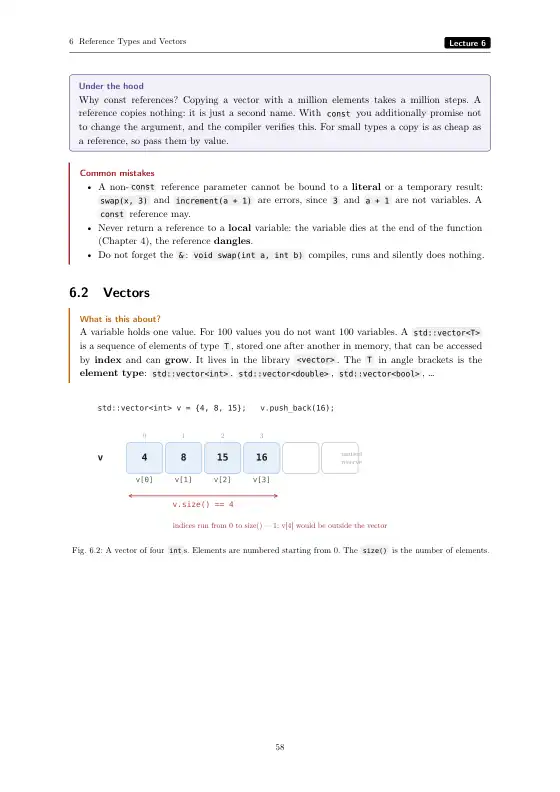 6 Reference Types and Vectors
Lecture 6
Under the hood
Why const references? Copying a vector with a million elements takes a million steps. A
reference copies nothing: it is just a second name. With const you additionally promise not
to change the argument, and the compiler verifies this. For small types a copy is as cheap as
a reference, so pass them by value.
Common mistakes
• A non-const reference parameter cannot be bound to a literal or a temporary result:
swap(x, 3) and increment(a + 1) are errors, since 3 and a + 1 are not variables. A
const reference may.
• Never return a reference to a local variable: the variable dies at the end of the function
(Chapter 4), the reference dangles.
• Do not forget the &: void swap(int a, int b) compiles, runs and silently does nothing.
6.2 Vectors
What is this about?
A variable holds one value. For 100 values you do not want 100 variables. A std::vector<T>
is a sequence of elements of type T, stored one after another in memory, that can be accessed
by index and can grow. It lives in the library <vector>. The T in angle brackets is the
element type: std::vector<int>, std::vector<double>, std::vector<bool>, …
std::vector<int> v = {4, 8, 15}; v.push_back(16);
0 1 2 3
v 4 8 15 16
reserve
v[0] v[1] v[2] v[3]
v.size() == 4
indices run from 0 to size() − 1: v[4] would be outside the vector
Fig. 6.2: A vector of four ints. Elements are numbered starting from 0. The size() is the number of elements.
58